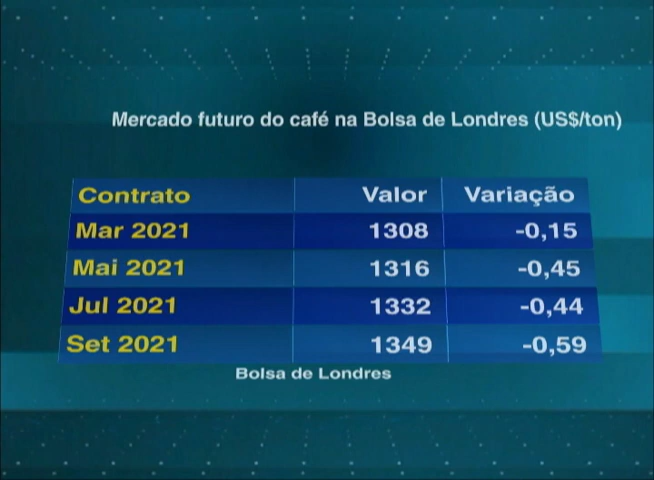 Mercado futuro do café na Bolsa de Londres (US$/ton)
Contrato Valor Variação
Mar 2021 1308 -0,15
Mai 2021 1316 -0,45
Jul 2021 1332 -0,44
Set 2021 1349 -0,59
Bolsa de Londres